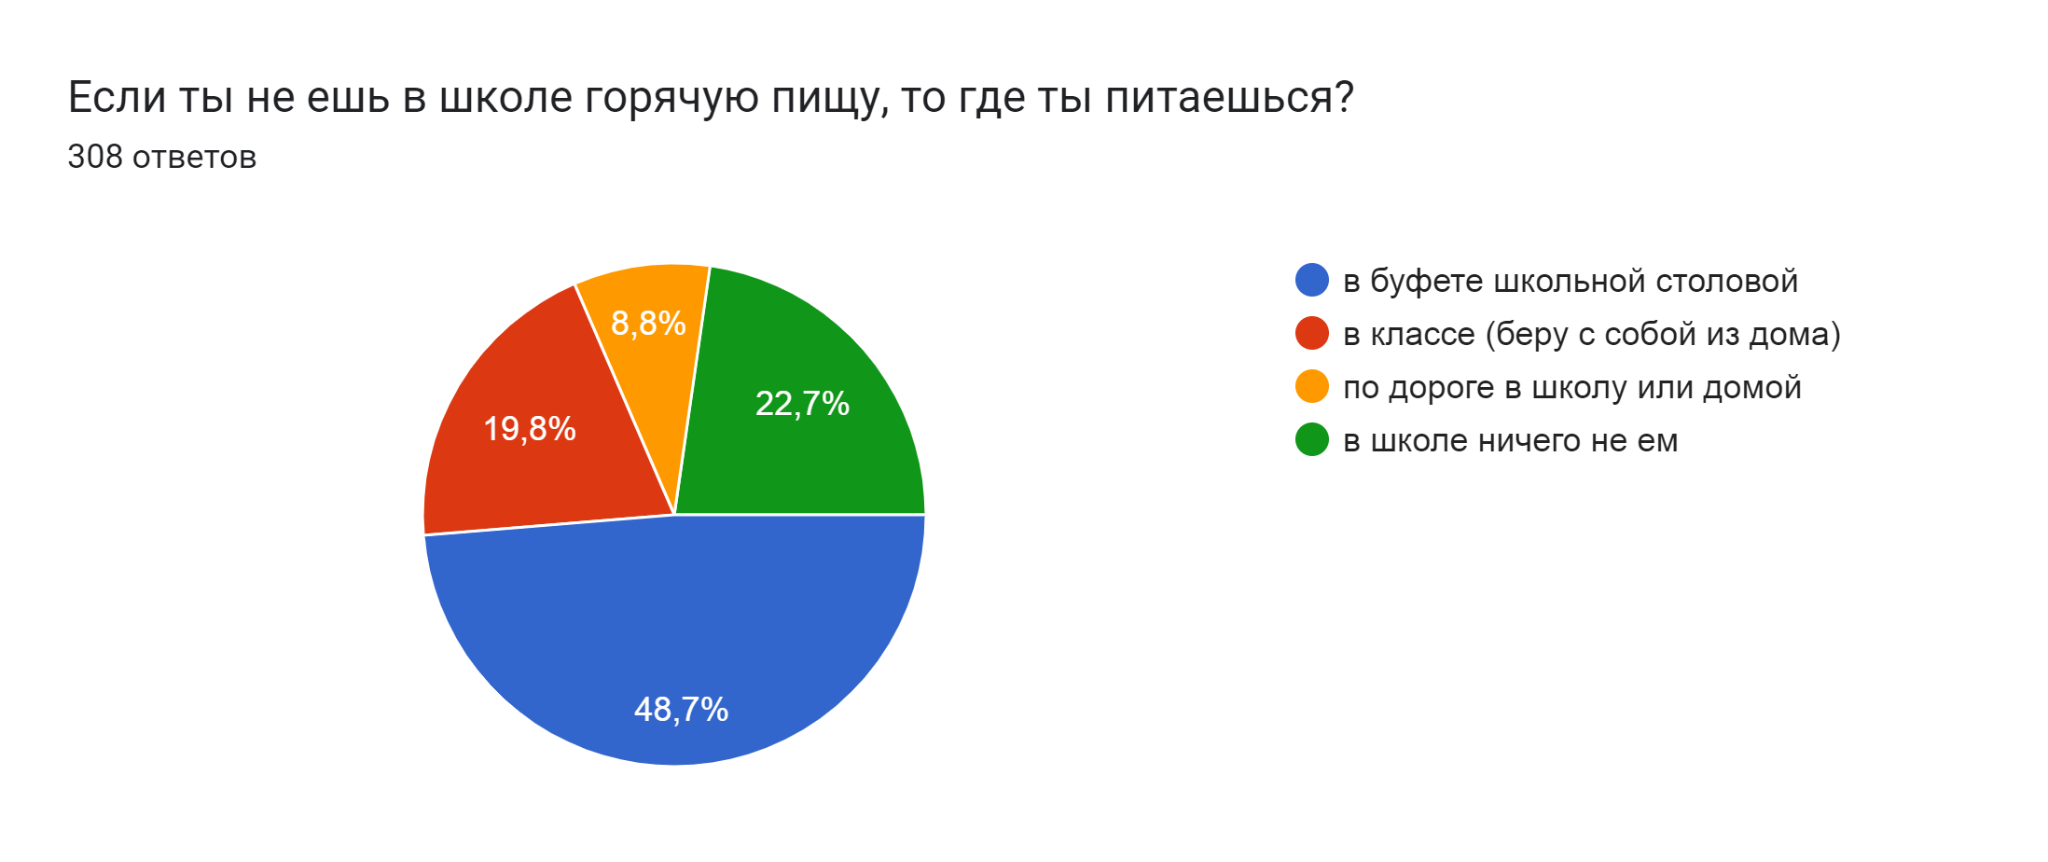 Если ты не ешь в школе горячую пищу, то где ты питаешься?
308 ответов
в буфете школьной столовой
в классе (беру с собой из дома)
по дороге в школу или домой
в школе ничего не ем
8,8%
22,7%
19,8%
48,7%